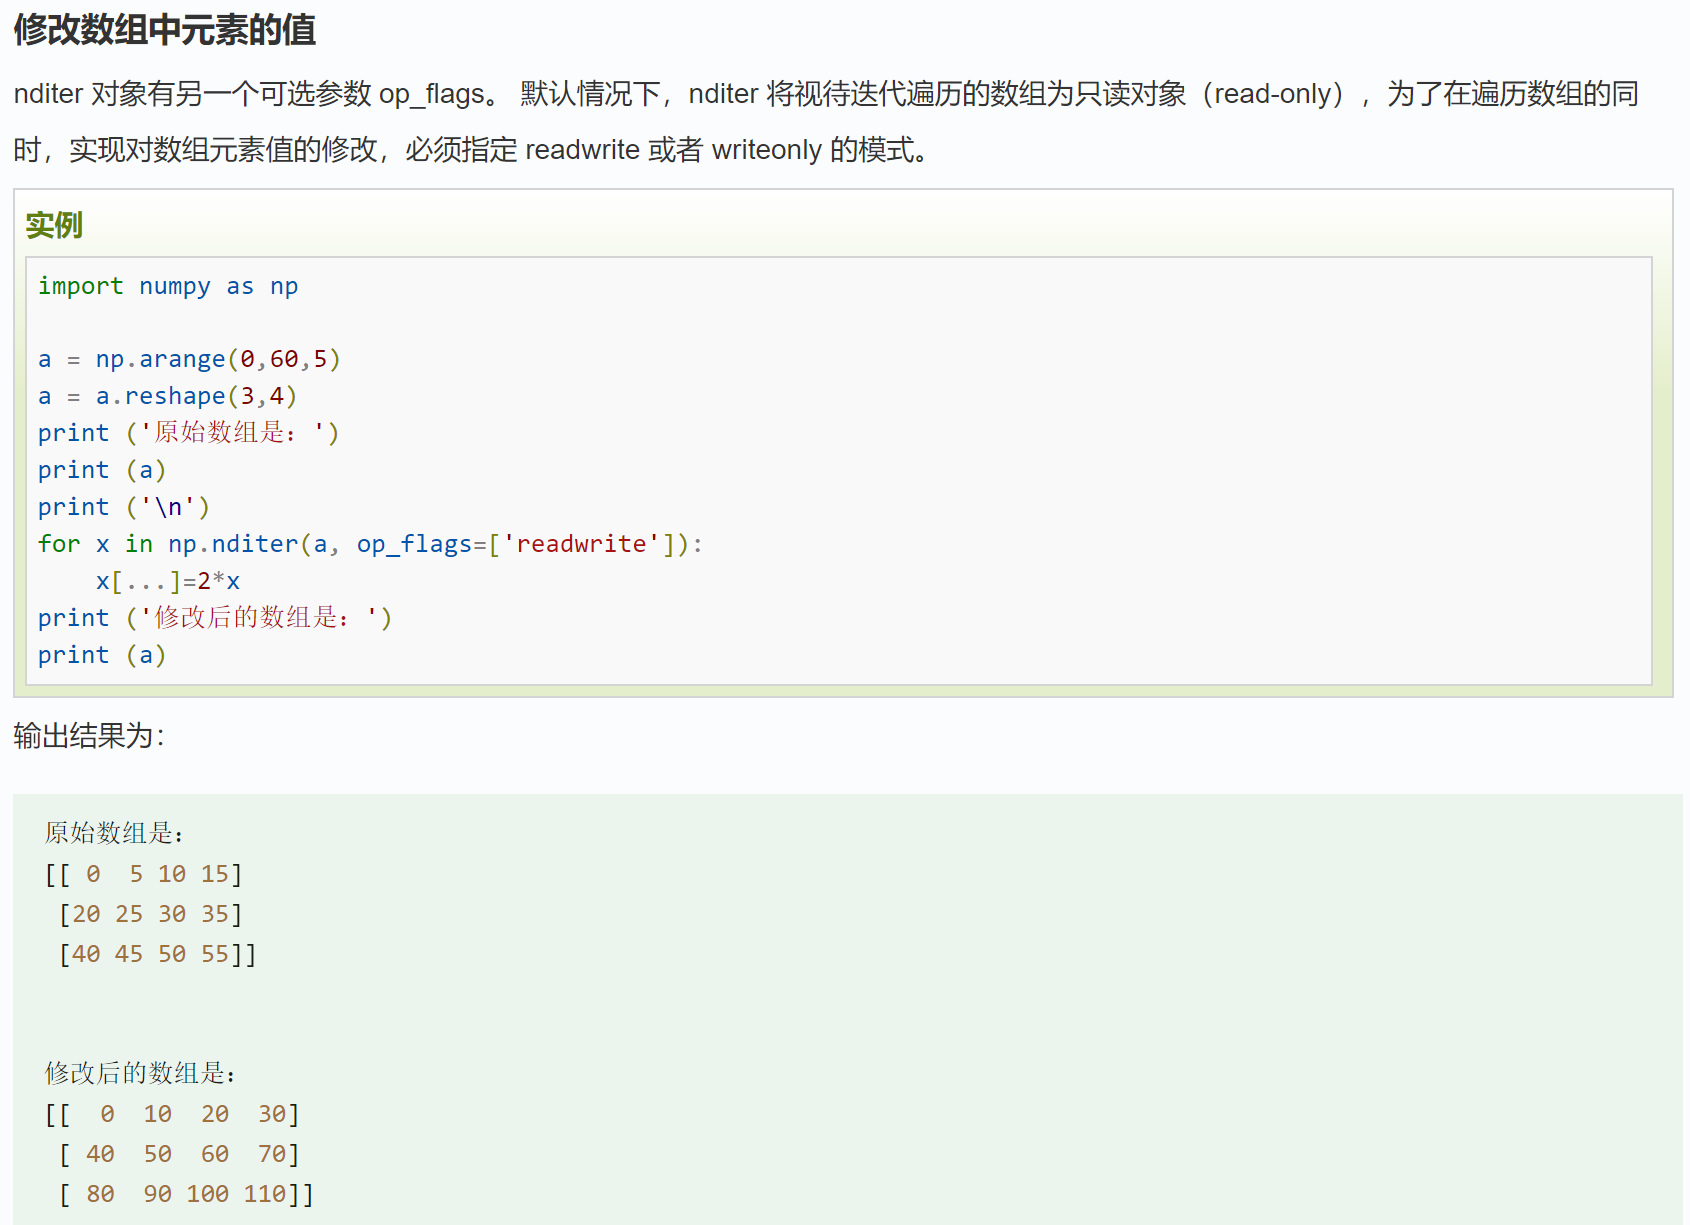 修改数组中元素的值
nditer 对象有另一个可选参数 op_flags。 默认情况下，nditer 将视待迭代遍历的数组为只读对象（read-only），为了在遍历数组的同
时，实现对数组元素值的修改，必须指定 readwrite 或者 writeonly 的模式。
实例
import numpy as np
a = np.arange(0,60,5)
a = a.reshape(3,4)
print ('原始数组是：')
print (a)
print ('\n')
for x in np.nditer(a, op_flags=['readwrite']):
    x[...]=2*x
print ('修改后的数组是：')
print (a)
输出结果为：
原始数组是：
[[ 0  5 10 15]
 [20 25 30 35]
 [40 45 50 55]]
修改后的数组是：
[[  0  10  20  30]
 [ 40  50  60  70]
 [ 80  90 100 110]]